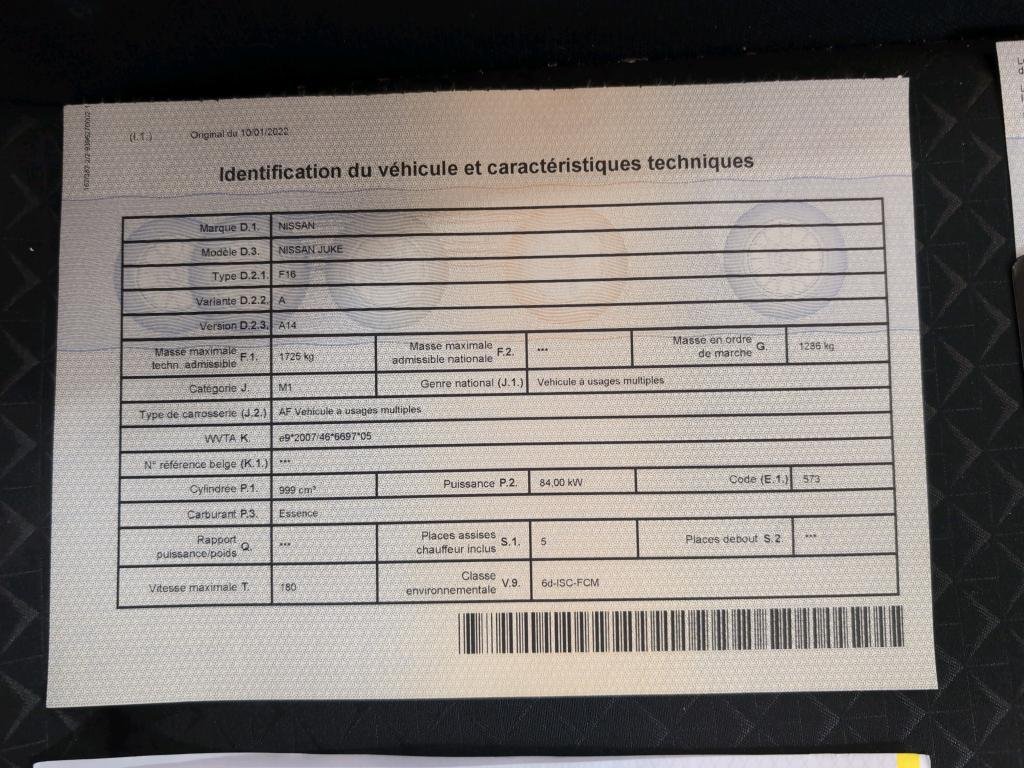 (I.1.) Original du 10/01/2022
Identification du véhicule et caractéristiques techniques
Marque D.1. NISSAN
Modèle D.3. NISSAN JUKE
Type D.2.1. F16
Variante D.2.2. A
Version D.2.3. A14
Masse maximale techn. admissible F.1. 1725 kg Masse maximale admissible nationale F.2. *** Masse en ordre de marche G. 1286 kg
Catégorie J. M1 Genre national (J.1.) Vehicule à usages multiples
Type de carrosserie (J.2.) AF Vehicule à usages multiples
WVTA K. e9*2007/46*6697*05
N° référence belge (K.1.) ***
Cylindrée P.1. 999 cm³ Puissance P.2. 84,00 kW Code (E.1.) 573
Carburant P.3. Essence
Rapport puissance/poids Q. *** Places assises chauffeur inclus S.1. 5 Places debout S.2. ***
Vitesse maximale T. 180 Classe environnementale V.9. 6d-ISC-FCM